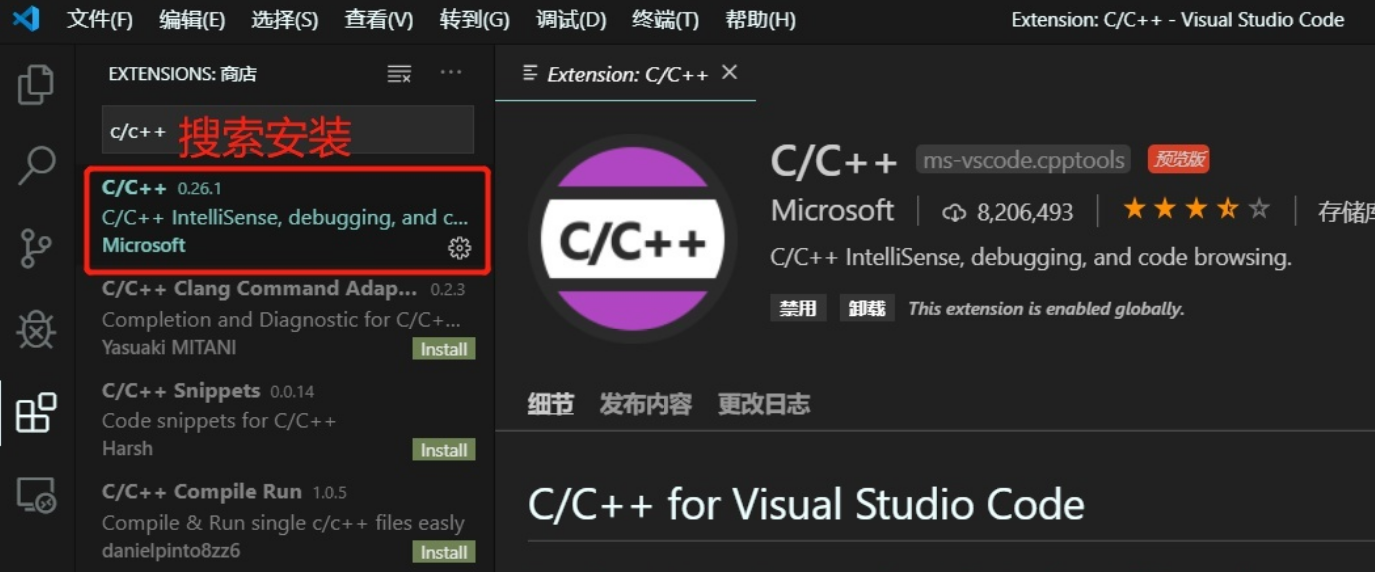 文件(F) 编辑(E) 选择(S) 查看(V) 转到(G) 调试(D) 终端(T) 帮助(H) Extension: C/C++ - Visual Studio Code
EXTENSIONS: 商店
c/c++ 搜索安装
C/C++ 0.26.1
C/C++ IntelliSense, debugging, and c...
Microsoft
C/C++ Clang Command Adap... 0.2.3
Completion and Diagnostic for C/C+...
Yasuaki MITANI Install
C/C++ Snippets 0.0.14
Code snippets for C/C++
Harsh Install
C/C++ Compile Run 1.0.5
Compile & Run single c/c++ files easly
danielpinto8zz6 Install
Extension: C/C++
C/C++
C/C++ ms-vscode.cpptools 预览版
Microsoft 8,206,493 存储库
C/C++ IntelliSense, debugging, and code browsing.
禁用 卸载 This extension is enabled globally.
细节 发布内容 更改日志
C/C++ for Visual Studio Code